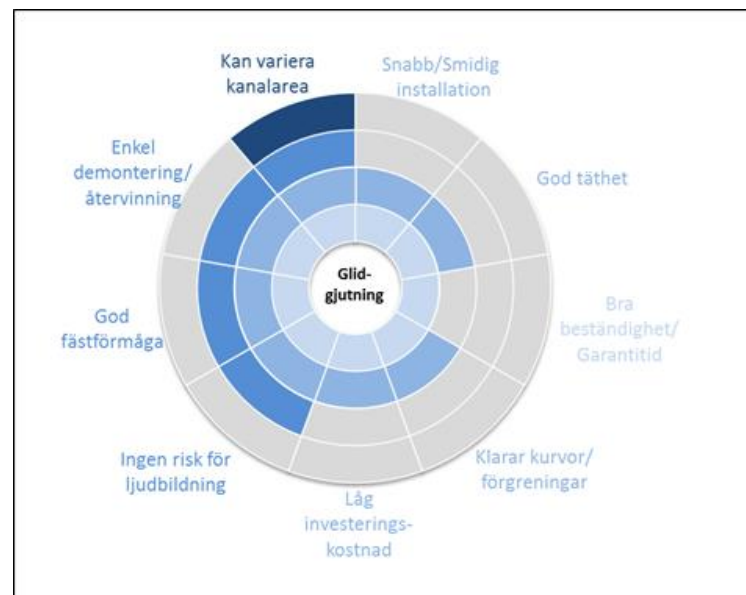 Kan variera
kanalarea
Snabb/Smidig
installation
God täthet
Bra
beständighet/
Garantitid
Klarar kurvor/
förgreningar
Låg
investerings-
kostnad
Ingen risk för
ljudbildning
God
fästförmåga
Enkel
demontering/
återvinning
Glid-
gjutning